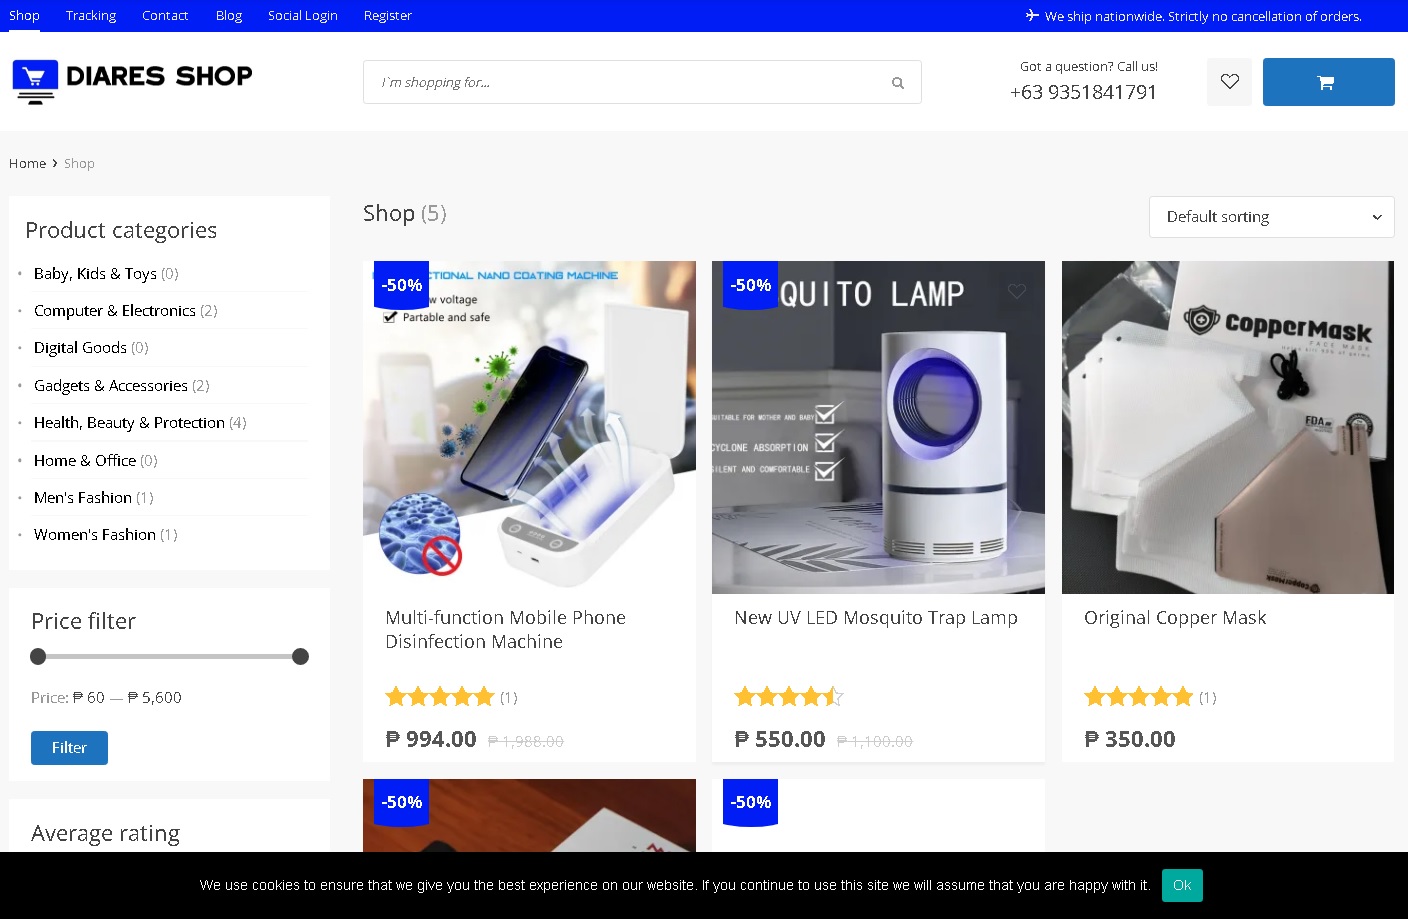 Shop Tracking Contact Blog Social Login Register
We ship nationwide. Strictly no cancellation of orders.
DIARES SHOP
I`m shopping for...
Got a question? Call us!
+63 9351841791
Home › Shop
Product categories
Baby, Kids & Toys (0)
Computer & Electronics (2)
Digital Goods (0)
Gadgets & Accessories (2)
Health, Beauty & Protection (4)
Home & Office (0)
Men's Fashion (1)
Women's Fashion (1)
Price filter
Price: ₱ 60 — ₱ 5,600
Filter
Average rating
Shop (5)
Default sorting
-50%
CTIONAL NANO COATING MACHINE
w voltage
Partable and safe
Multi-function Mobile Phone
Disinfection Machine
(1)
₱ 994.00 ₱ 1,988.00
-50%
QUITO LAMP
UITABLE FOR MOTHER AND BABY
CYCLONE ABSORPTION
SILENT AND COMFORTABLE
New UV LED Mosquito Trap Lamp
₱ 550.00 ₱ 1,100.00
CopperMask
FACE MASK
FDA
CopperMask
Original Copper Mask
(1)
₱ 350.00
-50%
-50%
We use cookies to ensure that we give you the best experience on our website. If you continue to use this site we will assume that you are happy with it.
Ok